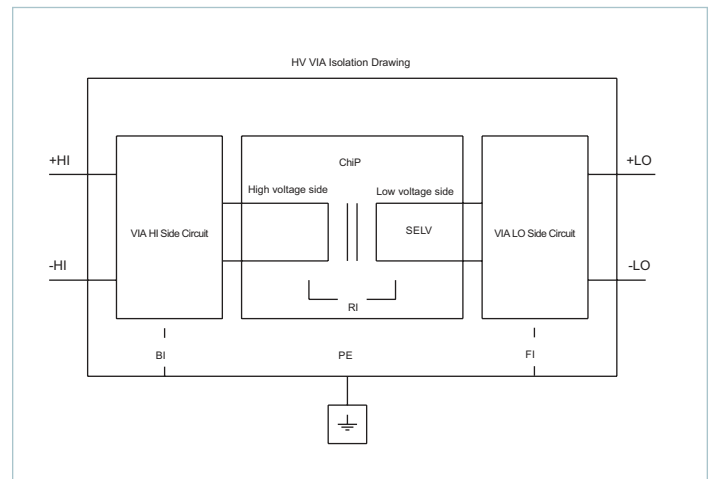 HV VIA Isolation Drawing
+HI
+LO
ChiP
High voltage side
Low voltage side
VIA HI Side Circuit
SELV
VIA LO Side Circuit
-HI
-LO
RI
BI
PE
FI